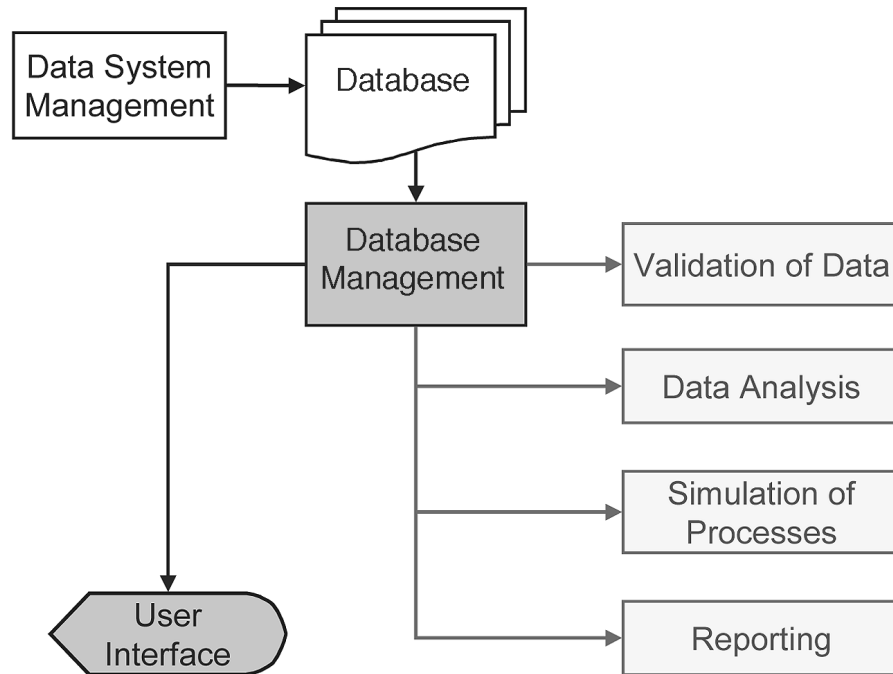 Data System
Management
Database
Database
Management
Validation of Data
Data Analysis
Simulation of
Processes
Reporting
User
Interface